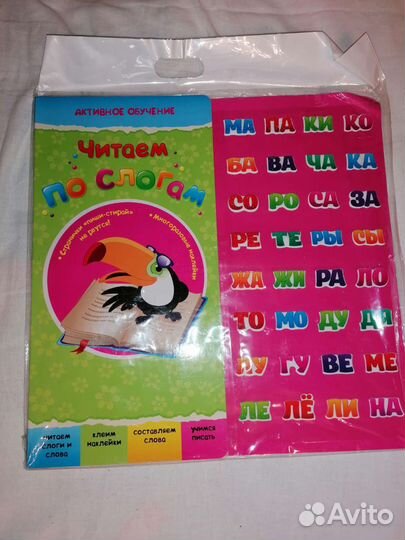 АКТИВНОЕ ОБУЧЕНИЕ
Читаем
по слогам
• Странички "пиши-стирай" не рвутся!
• Многоразовые наклейки
читаем слоги и слова
клеим наклейки
составляем слова
учимся писать
МА ПА КИ КО
БА ВА ЧА КА
СО РО СА ЗА
РЕ ТЕ РЫ СЫ
ЖА ЖИ РА ЛО
ТО МО ДУ ДЯ
ЛУ ГУ ВЕ МЕ
ЛЕ ЛЁ ЛИ НА
Avito